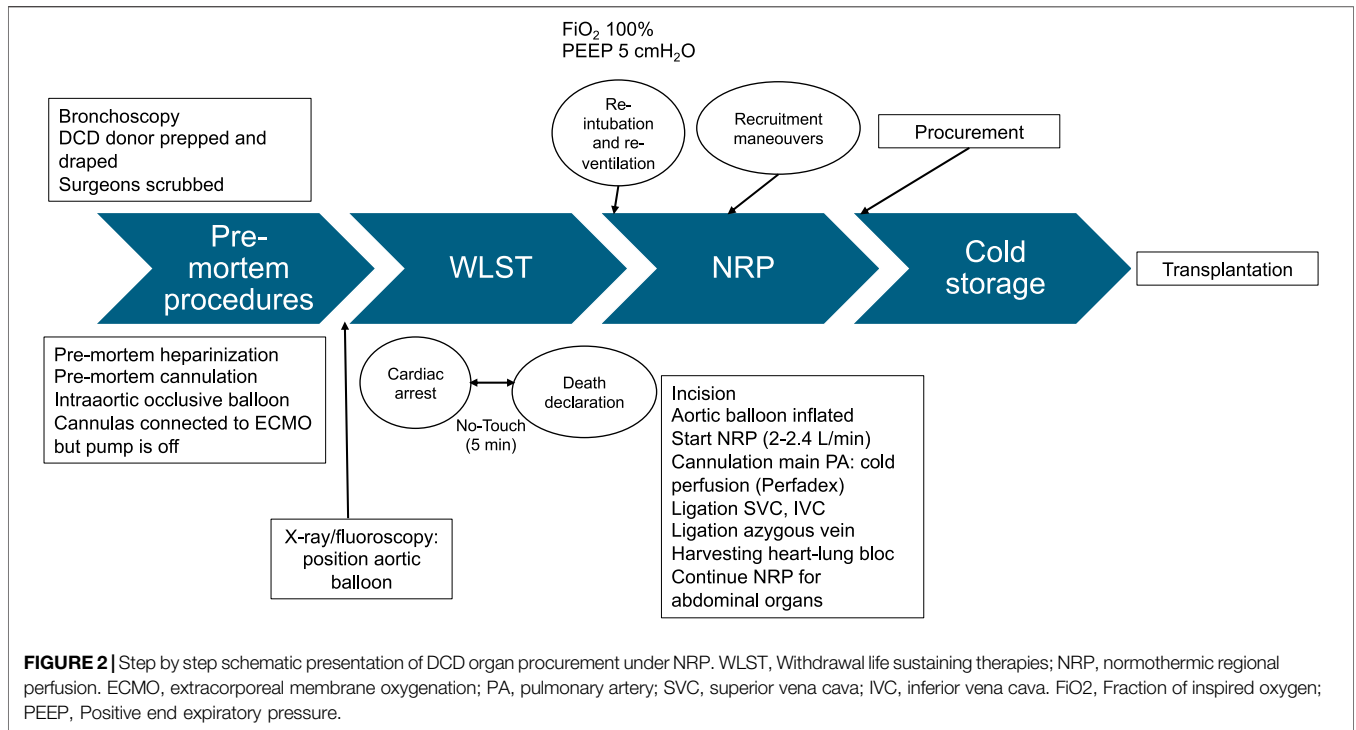 FiO₂ 100%
PEEP 5 cmH₂O
Bronchoscopy
DCD donor prepped and
draped
Surgeons scrubbed
Re-
intubation
and re-
ventilation
Recruitment
maneouvers
Procurement
Pre-
mortem
procedures
WLST
NRP
Cold
storage
Transplantation
Pre-mortem heparinization
Pre-mortem cannulation
Intraaortic occlusive balloon
Cannulas connected to ECMO
but pump is off
Cardiac
arrest
No-Touch
(5 min)
Death
declaration
Incision
Aortic balloon inflated
Start NRP (2-2.4 L/min)
Cannulation main PA: cold
perfusion (Perfadex)
Ligation SVC, IVC
Ligation azygous vein
Harvesting heart-lung bloc
Continue NRP for
abdominal organs
X-ray/fluoroscopy:
position aortic
balloon
FIGURE 2 | Step by step schematic presentation of DCD organ procurement under NRP. WLST, Withdrawal life sustaining therapies; NRP, normothermic regional
perfusion. ECMO, extracorporeal membrane oxygenation; PA, pulmonary artery; SVC, superior vena cava; IVC, inferior vena cava. FiO2, Fraction of inspired oxygen;
PEEP, Positive end expiratory pressure.